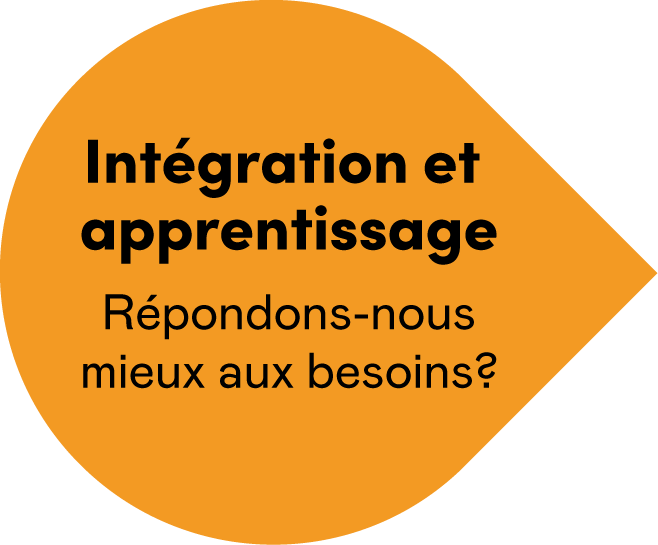 Intégration et
apprentissage
Répondons-nous
mieux aux besoins?